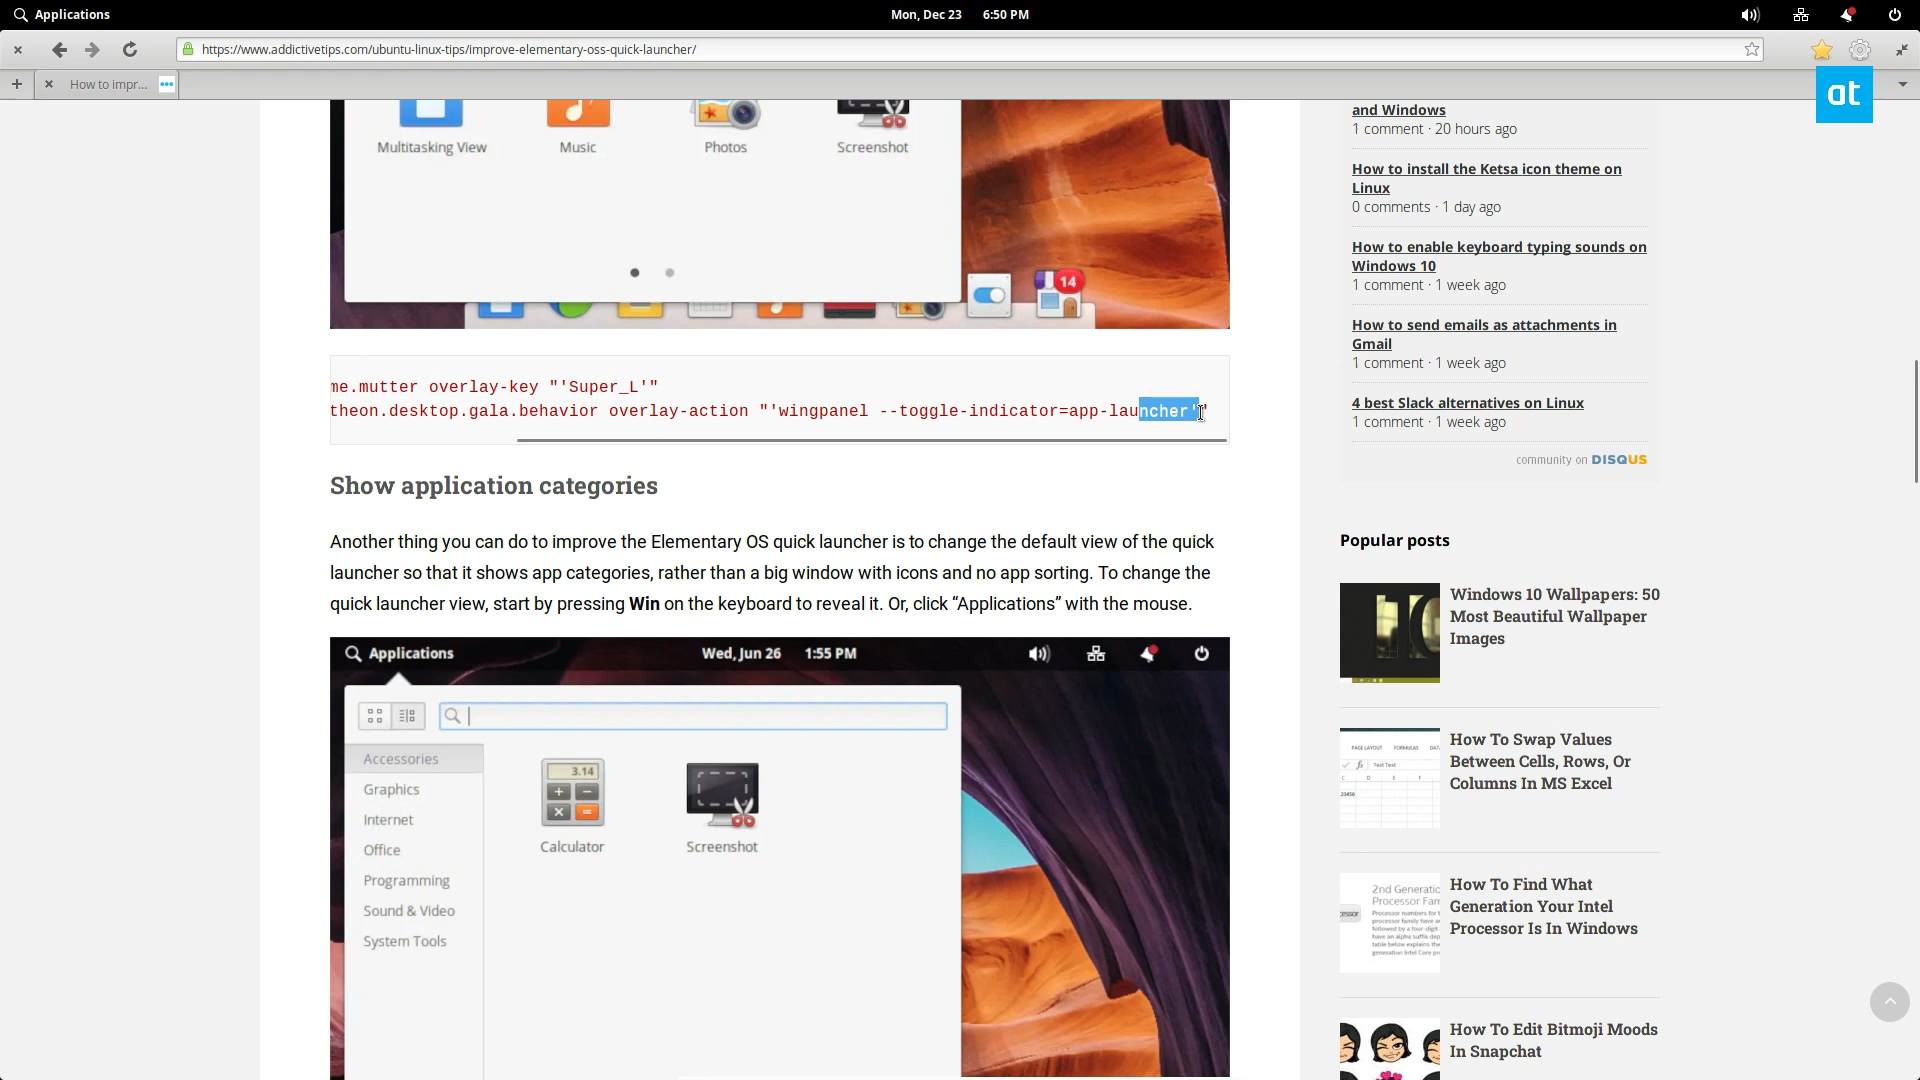 Applications
Mon, Dec 23 6:50 PM
https://www.addictivetips.com/ubuntu-linux-tips/improve-elementary-oss-quick-launcher/
How to impr...
at
Multitasking View
Music
Photos
Screenshot
14
me.mutter overlay-key "'Super_L'"
theon.desktop.gala.behavior overlay-action "'wingpanel --toggle-indicator=app-launcher'"
Show application categories
Another thing you can do to improve the Elementary OS quick launcher is to change the default view of the quick
launcher so that it shows app categories, rather than a big window with icons and no app sorting. To change the
quick launcher view, start by pressing Win on the keyboard to reveal it. Or, click “Applications” with the mouse.
Applications
Wed, Jun 26 1:55 PM
Accessories
Graphics
Internet
Office
Programming
Sound & Video
System Tools
3.14
Calculator
Screenshot
and Windows
1 comment · 20 hours ago
How to install the Ketsa icon theme on
Linux
0 comments · 1 day ago
How to enable keyboard typing sounds on
Windows 10
1 comment · 1 week ago
How to send emails as attachments in
Gmail
1 comment · 1 week ago
4 best Slack alternatives on Linux
1 comment · 1 week ago
community on DISQUS
Popular posts
Windows 10 Wallpapers: 50
Most Beautiful Wallpaper
Images
PAGE LAYOUT FORMULAS DAT
Test Text
How To Swap Values
Between Cells, Rows, Or
Columns In MS Excel
2nd Generatic
Processor Fam
How To Find What
Generation Your Intel
Processor Is In Windows
How To Edit Bitmoji Moods
In Snapchat